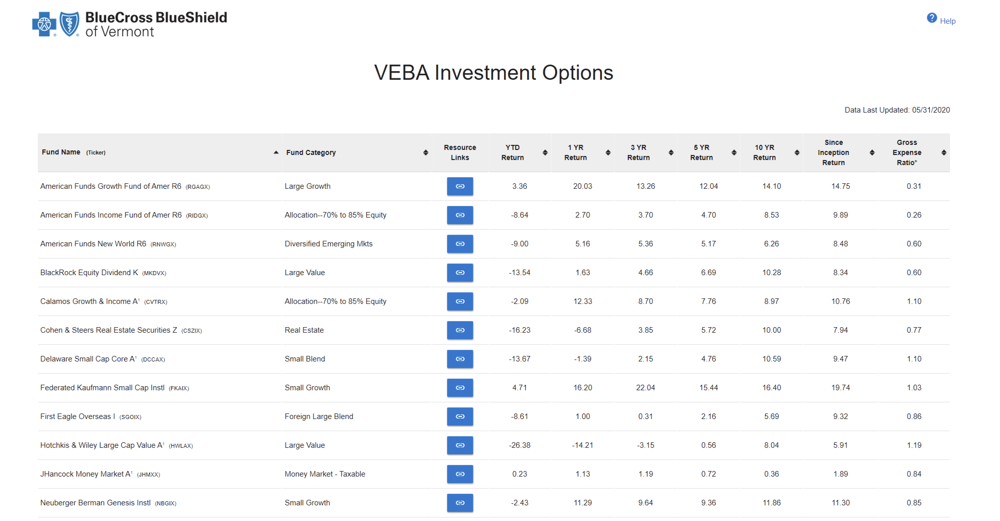 BlueCross BlueShield
of Vermont
Help
VEBA Investment Options
Data Last Updated: 05/31/2020
Fund Name (Ticker) Fund Category Resource Links YTD Return 1 YR Return 3 YR Return 5 YR Return 10 YR Return Since Inception Return Gross Expense Ratio*
American Funds Growth Fund of Amer R6 (RGAGX) Large Growth 3.36 20.03 13.26 12.04 14.10 14.75 0.31
American Funds Income Fund of Amer R6 (RIDGX) Allocation--70% to 85% Equity -8.64 2.70 3.70 4.70 8.53 9.89 0.26
American Funds New World R6 (RNWGX) Diversified Emerging Mkts -9.00 5.16 5.36 5.17 6.26 8.48 0.60
BlackRock Equity Dividend K (MKDVX) Large Value -13.54 1.63 4.66 6.69 10.28 8.34 0.60
Calamos Growth & Income A¹ (CVTRX) Allocation--70% to 85% Equity -2.09 12.33 8.70 7.76 8.97 10.76 1.10
Cohen & Steers Real Estate Securities Z (CSZIX) Real Estate -16.23 -6.68 3.85 5.72 10.00 7.94 0.77
Delaware Small Cap Core A¹ (DCCAX) Small Blend -13.67 -1.39 2.15 4.76 10.59 9.47 1.10
Federated Kaufmann Small Cap Instl (FKAIX) Small Growth 4.71 16.20 22.04 15.44 16.40 19.74 1.03
First Eagle Overseas I (SGOIX) Foreign Large Blend -8.61 1.00 0.31 2.16 5.69 9.32 0.86
Hotchkis & Wiley Large Cap Value A¹ (HWLAX) Large Value -26.38 -14.21 -3.15 0.56 8.04 5.91 1.19
JHancock Money Market A¹ (JHMXX) Money Market - Taxable 0.23 1.13 1.19 0.72 0.36 1.89 0.84
Neuberger Berman Genesis Instl (NBGIX) Small Growth -2.43 11.29 9.64 9.36 11.86 11.30 0.85